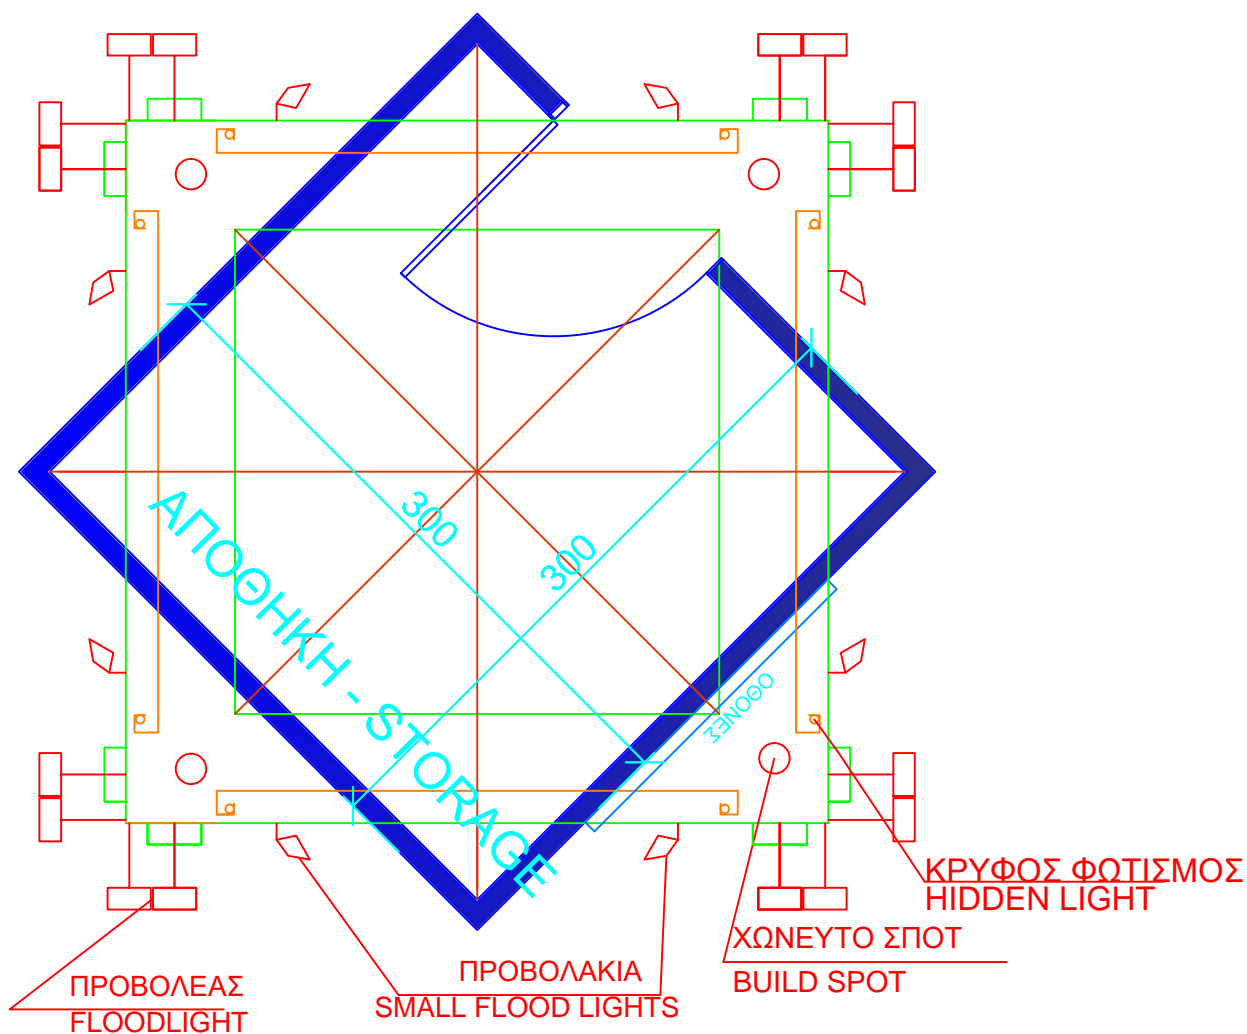 300
300
ΑΠΟΘΗΚΗ - STORAGE
ΟΘΟΝΕΣ
ΚΡΥΦΟΣ ΦΩΤΙΣΜΟΣ
HIDDEN LIGHT
ΧΩΝΕΥΤΟ ΣΠΟΤ
BUILD SPOT
ΠΡΟΒΟΛΑΚΙΑ
SMALL FLOOD LIGHTS
ΠΡΟΒΟΛΕΑΣ
FLOODLIGHT